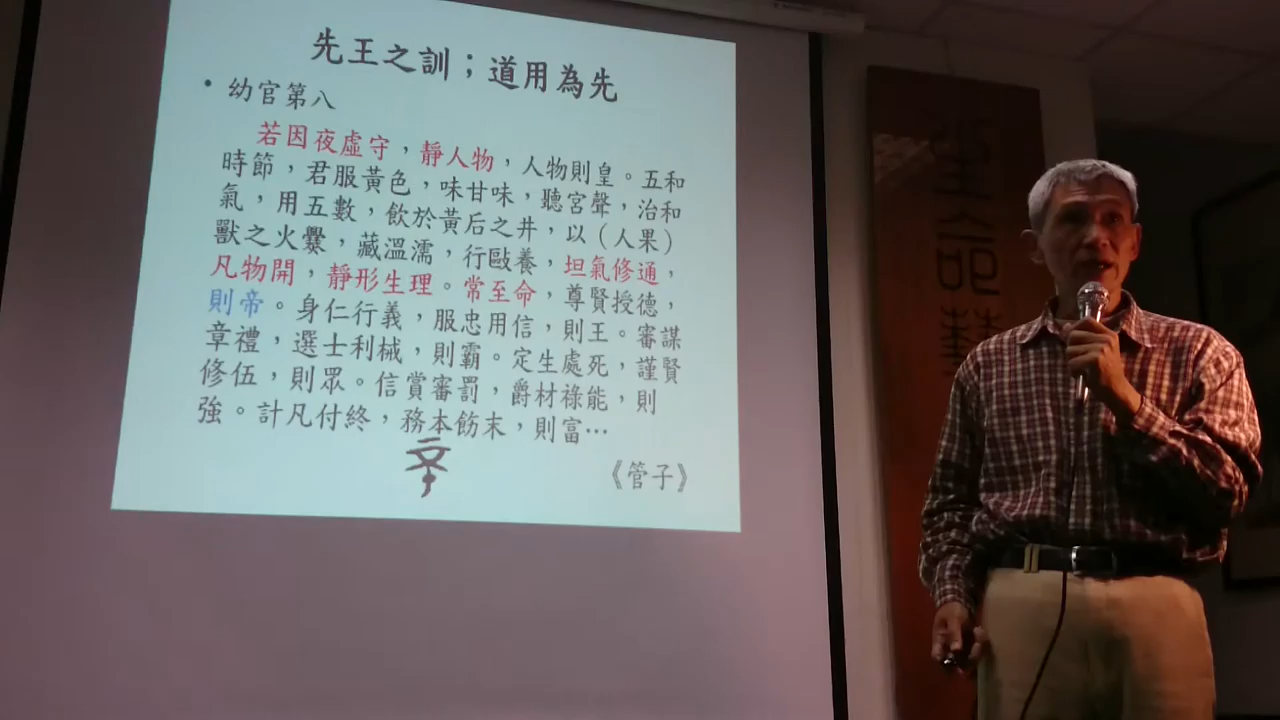 先王之訓；道用為先
• 幼官第八
若因夜虛守，靜人物，人物則皇。五和
時節，君服黃色，味甘味，聽宮聲，治和
氣，用五數，飲於黃后之井，以（人果）
獸之火爨，藏溫濡，行敺養，坦氣修通，
凡物開，靜形生理。常至命，尊賢授德，
則帝。身仁行義，服忠用信，則王。審謀
章禮，選士利械，則霸。定生處死，謹賢
修伍，則眾。信賞審罰，爵材祿能，則
強。計凡付終，務本飭末，則富…
《管子》